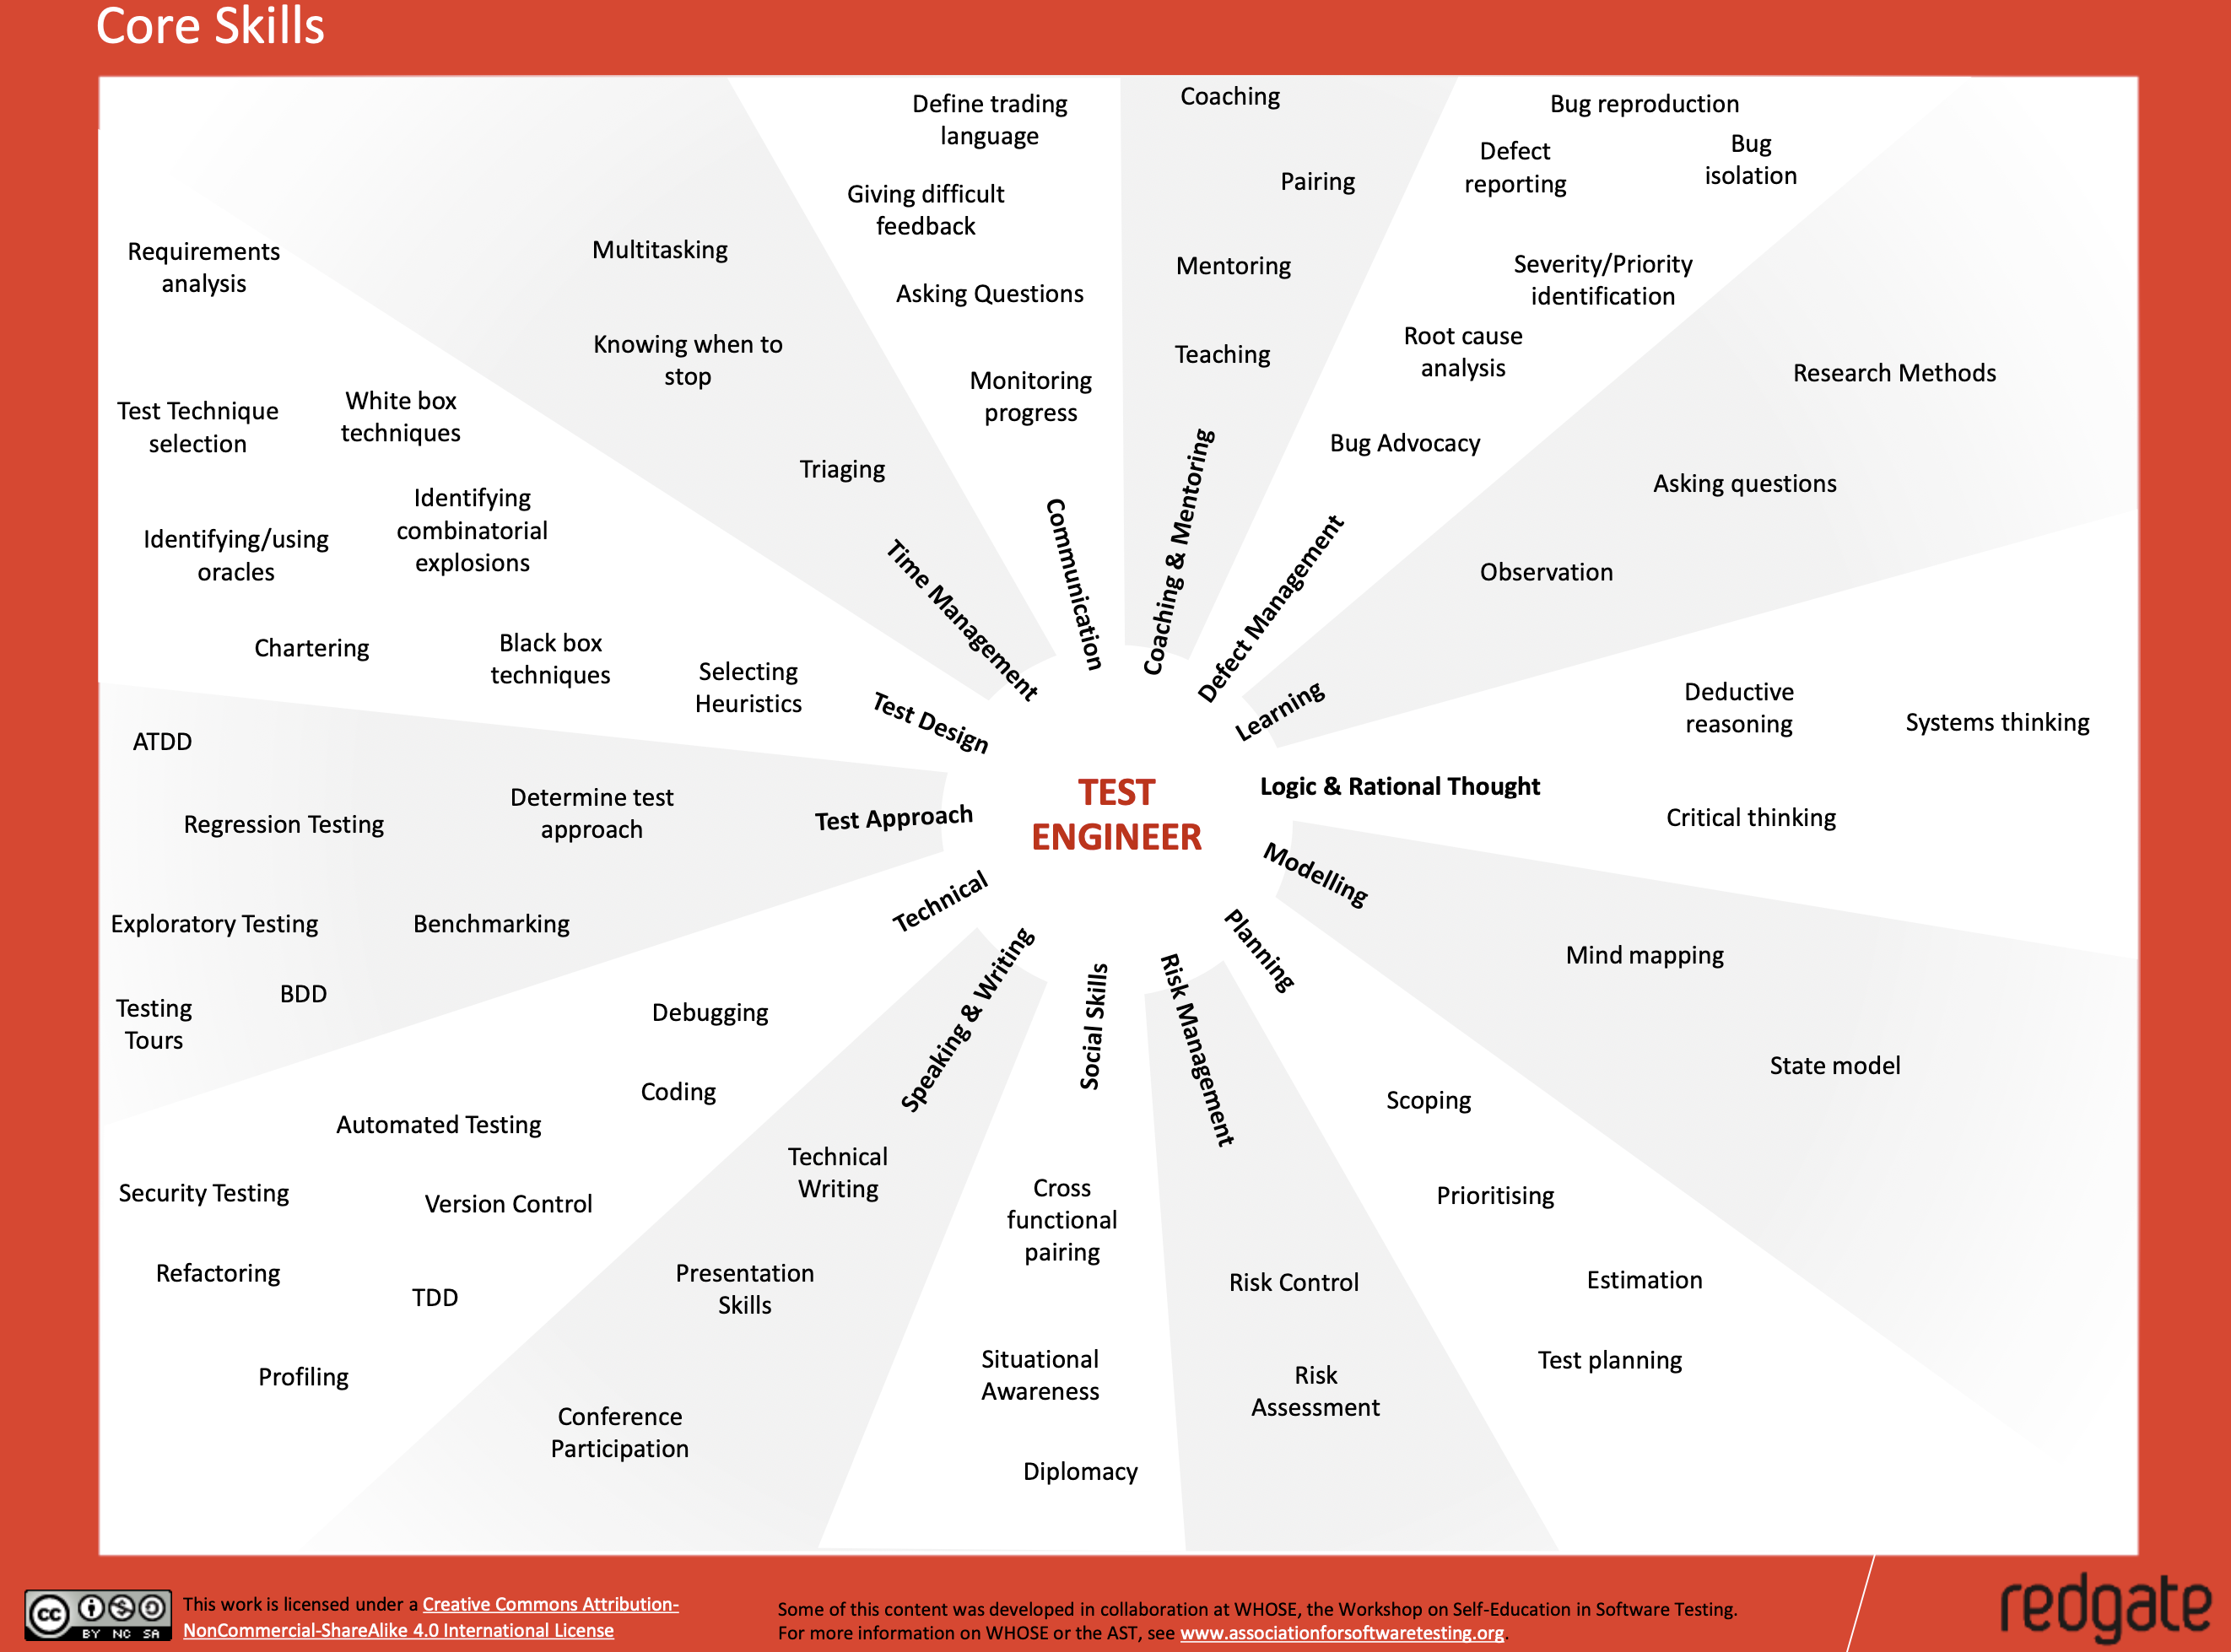 Core Skills
Define trading
language
Giving difficult
feedback
Asking Questions
Monitoring
progress
Communication
Coaching
Pairing
Mentoring
Teaching
Coaching & Mentoring
Bug reproduction
Defect
reporting
Bug
isolation
Severity/Priority
identification
Root cause
analysis
Bug Advocacy
Defect Management
Research Methods
Asking questions
Observation
Learning
Deductive
reasoning
Systems thinking
Logic & Rational Thought
Critical thinking
Modelling
Mind mapping
State model
Planning
Scoping
Prioritising
Estimation
Test planning
Risk Management
Risk Control
Risk
Assessment
Social Skills
Cross
functional
pairing
Situational
Awareness
Diplomacy
Speaking & Writing
Technical
Writing
Presentation
Skills
Conference
Participation
Technical
Debugging
Coding
Automated Testing
Security Testing
Version Control
Refactoring
TDD
Profiling
Test Approach
ATDD
Determine test
approach
Regression Testing
Exploratory Testing
Benchmarking
BDD
Testing
Tours
Test Design
Requirements
analysis
Test Technique
selection
White box
techniques
Identifying
combinatorial
explosions
Identifying/using
oracles
Chartering
Black box
techniques
Selecting
Heuristics
Time Management
Multitasking
Knowing when to
stop
Triaging
TEST
ENGINEER
cc
BY NC SA
This work is licensed under a Creative Commons Attribution-
NonCommercial-ShareAlike 4.0 International License
Some of this content was developed in collaboration at WHOSE, the Workshop on Self-Education in Software Testing.
For more information on WHOSE or the AST, see www.associationforsoftwaretesting.org.
redgate